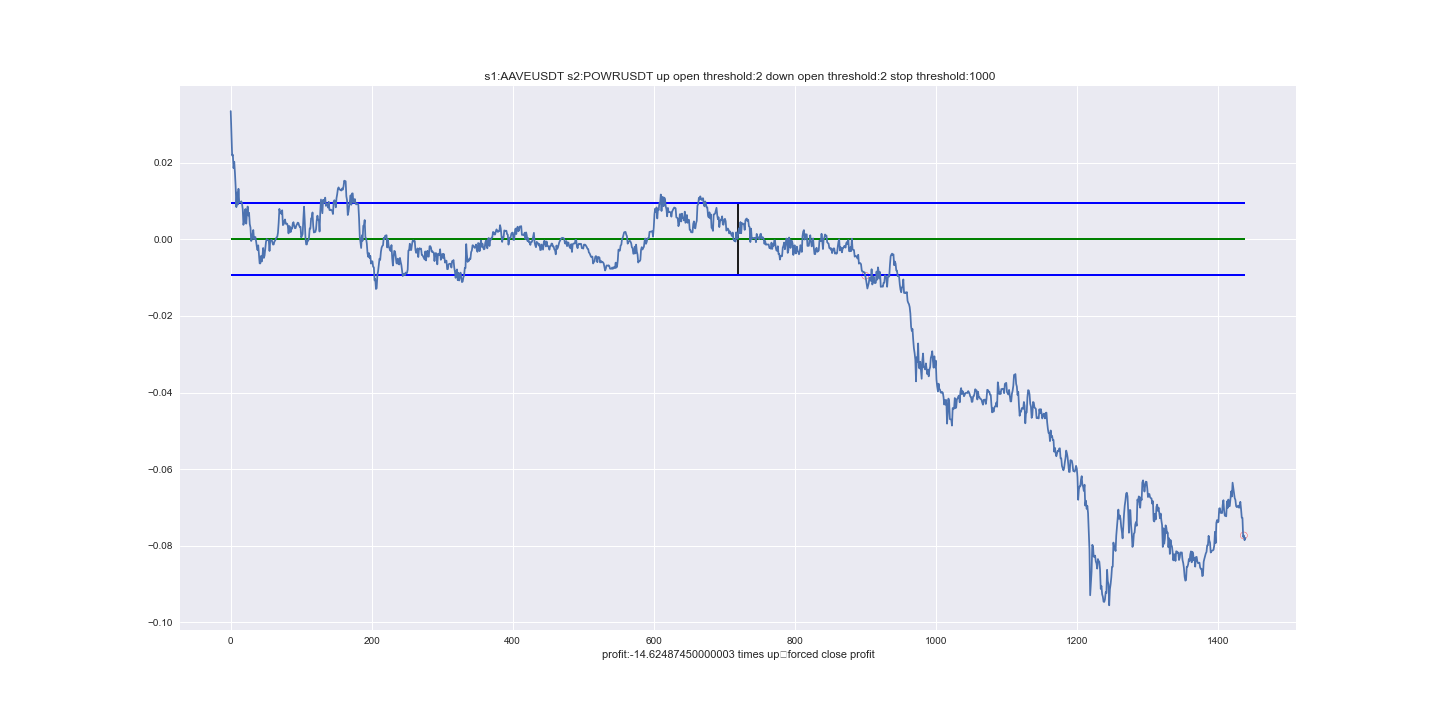 s1:AAVEUSDT s2:POWRUSDT up open threshold:2 down open threshold:2 stop threshold:1000
0.02
0.00
−0.02
−0.04
−0.06
−0.08
−0.10
0 200 400 600 800 1000 1200 1400
profit:-14.62487450000003 times up□forced close profit